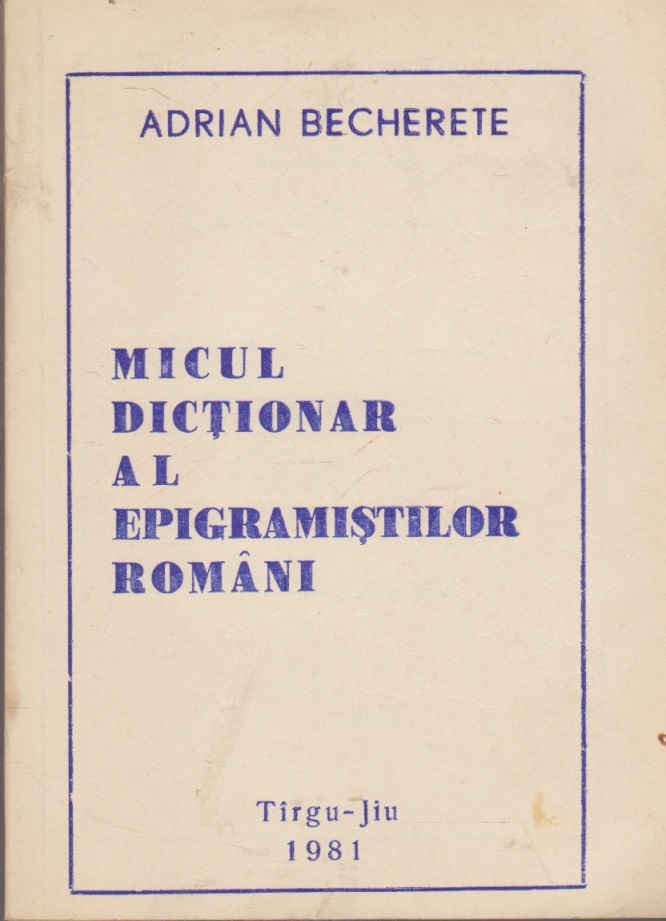 ADRIAN BECHERETE
MICUL
DICȚIONAR
AL
EPIGRAMIȘTILOR
ROMÂNI
Tîrgu-Jiu
1981